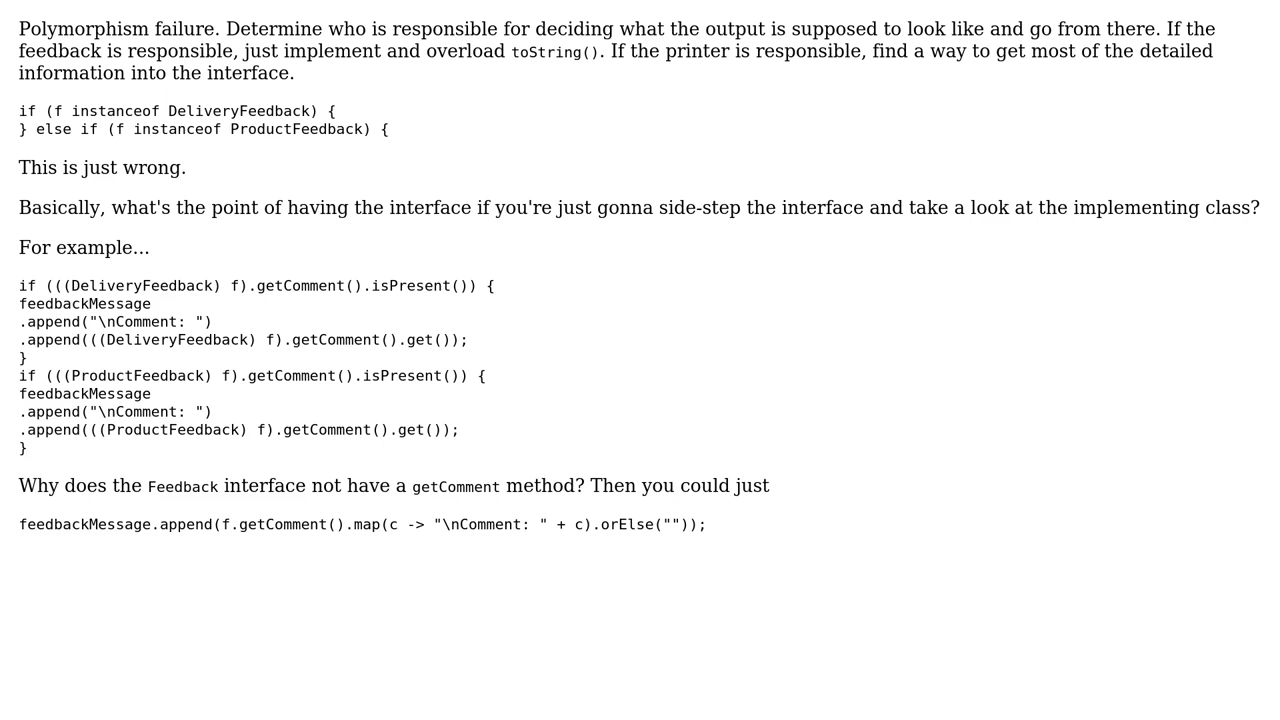 Polymorphism failure. Determine who is responsible for deciding what the output is supposed to look like and go from there. If the
feedback is responsible, just implement and overload toString(). If the printer is responsible, find a way to get most of the detailed
information into the interface.
if (f instanceof DeliveryFeedback) {
} else if (f instanceof ProductFeedback) {
This is just wrong.
Basically, what's the point of having the interface if you're just gonna side-step the interface and take a look at the implementing class?
For example...
if (((DeliveryFeedback) f).getComment().isPresent()) {
feedbackMessage
.append("\nComment: ")
.append(((DeliveryFeedback) f).getComment().get());
}
if (((ProductFeedback) f).getComment().isPresent()) {
feedbackMessage
.append("\nComment: ")
.append(((ProductFeedback) f).getComment().get());
}
Why does the Feedback interface not have a getComment method? Then you could just
feedbackMessage.append(f.getComment().map(c -> "\nComment: " + c).orElse(""));